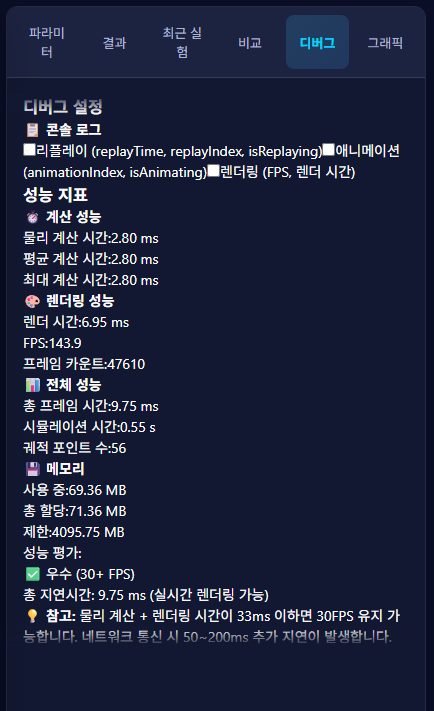 파라미터
결과
최근 실험
비교
디버그
그래픽
디버그 설정
📋 콘솔 로그
리플레이 (replayTime, replayIndex, isReplaying) 애니메이션
(animationIndex, isAnimating) 렌더링 (FPS, 렌더 시간)
성능 지표
⏰ 계산 성능
물리 계산 시간:2.80 ms
평균 계산 시간:2.80 ms
최대 계산 시간:2.80 ms
🎨 렌더링 성능
렌더 시간:6.95 ms
FPS:143.9
프레임 카운트:47610
📊 전체 성능
총 프레임 시간:9.75 ms
시뮬레이션 시간:0.55 s
궤적 포인트 수:56
💾 메모리
사용 중:69.36 MB
총 할당:71.36 MB
제한:4095.75 MB
성능 평가:
✅ 우수 (30+ FPS)
총 지연시간: 9.75 ms (실시간 렌더링 가능)
💡 참고: 물리 계산 + 렌더링 시간이 33ms 이하면 30FPS 유지 가
능합니다. 네트워크 통신 시 50~200ms 추가 지연이 발생합니다.